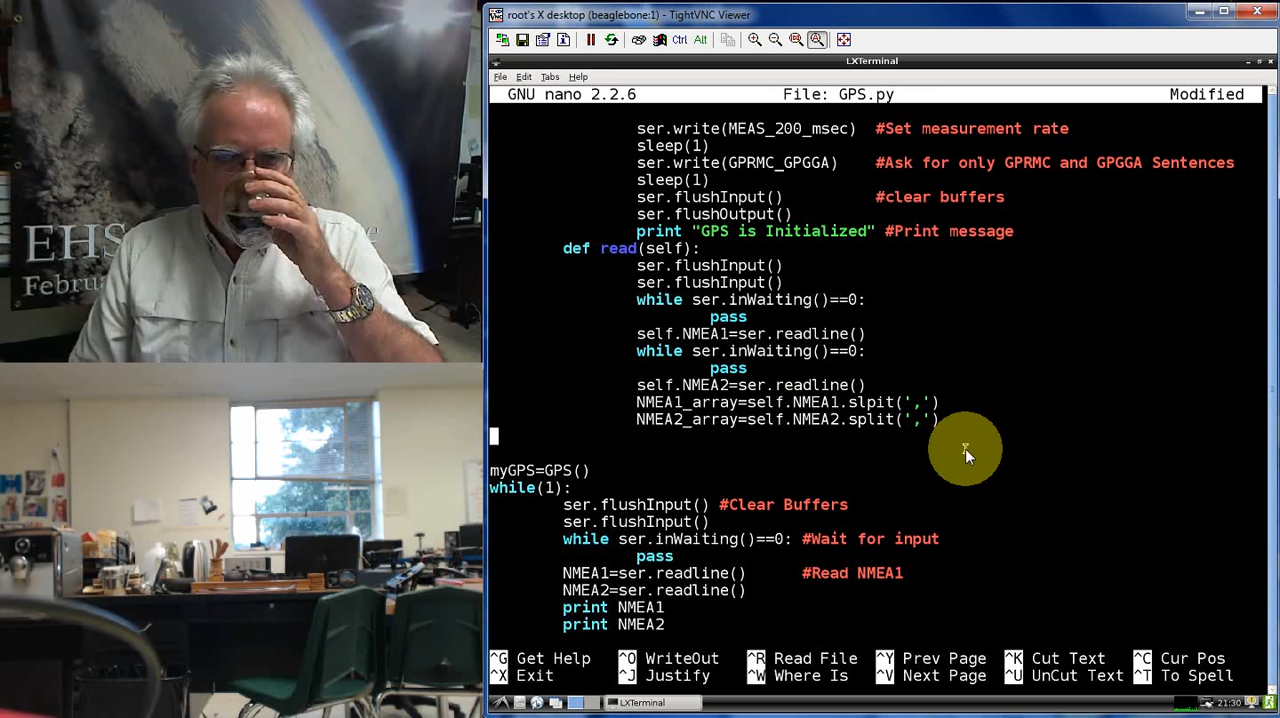 EHS
Februa
root's X desktop (beaglebone:1) - TightVNC Viewer
Ctrl Alt
LXTerminal
File Edit Tabs Help
GNU nano 2.2.6 File: GPS.py Modified
ser.write(MEAS_200_msec) #Set measurement rate
sleep(1)
ser.write(GPRMC_GPGGA) #Ask for only GPRMC and GPGGA Sentences
sleep(1)
ser.flushInput() #clear buffers
ser.flushOutput()
print "GPS is Initialized" #Print message
def read(self):
ser.flushInput()
ser.flushInput()
while ser.inWaiting()==0:
pass
self.NMEA1=ser.readline()
while ser.inWaiting()==0:
pass
self.NMEA2=ser.readline()
NMEA1_array=self.NMEA1.slpit(',')
NMEA2_array=self.NMEA2.split(',')
myGPS=GPS()
while(1):
ser.flushInput() #Clear Buffers
ser.flushInput()
while ser.inWaiting()==0: #Wait for input
pass
NMEA1=ser.readline() #Read NMEA1
NMEA2=ser.readline()
print NMEA1
print NMEA2
^G Get Help ^O WriteOut ^R Read File ^Y Prev Page ^K Cut Text ^C Cur Pos
^X Exit ^J Justify ^W Where Is ^V Next Page ^U UnCut Text ^T To Spell
LXTerminal 21:30